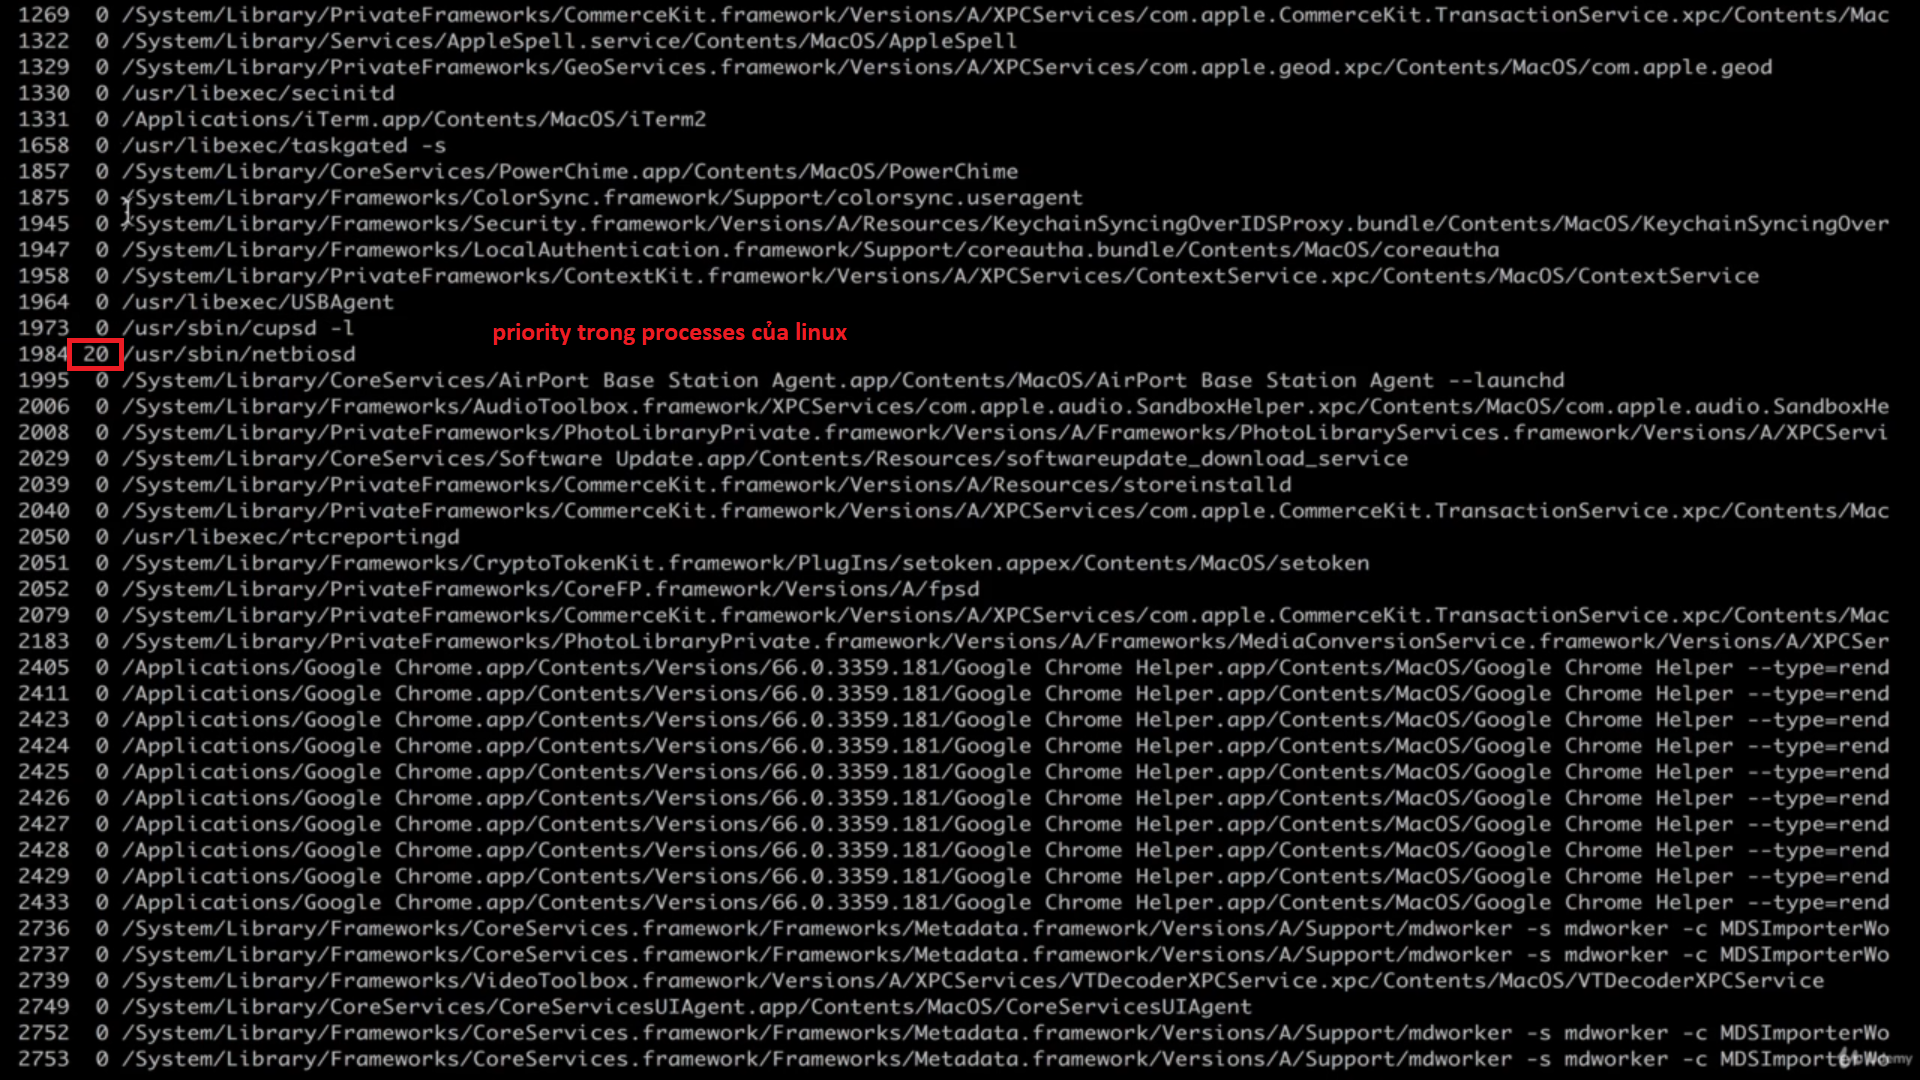 1269  0 /System/Library/PrivateFrameworks/CommerceKit.framework/Versions/A/XPCServices/com.apple.CommerceKit.TransactionService.xpc/Contents/Mac
1322  0 /System/Library/Services/AppleSpell.service/Contents/MacOS/AppleSpell
1329  0 /System/Library/PrivateFrameworks/GeoServices.framework/Versions/A/XPCServices/com.apple.geod.xpc/Contents/MacOS/com.apple.geod
1330  0 /usr/libexec/secinitd
1331  0 /Applications/iTerm.app/Contents/MacOS/iTerm2
1658  0 /usr/libexec/taskgated -s
1857  0 /System/Library/CoreServices/PowerChime.app/Contents/MacOS/PowerChime
1875  0 /System/Library/Frameworks/ColorSync.framework/Support/colorsync.useragent
1945  0 /System/Library/Frameworks/Security.framework/Versions/A/Resources/KeychainSyncingOverIDSProxy.bundle/Contents/MacOS/KeychainSyncingOver
1947  0 /System/Library/Frameworks/LocalAuthentication.framework/Support/coreautha.bundle/Contents/MacOS/coreautha
1958  0 /System/Library/PrivateFrameworks/ContextKit.framework/Versions/A/XPCServices/ContextService.xpc/Contents/MacOS/ContextService
1964  0 /usr/libexec/USBAgent
1973  0 /usr/sbin/cupsd -l
priority trong processes của linux
1984 20 /usr/sbin/netbiosd
1995  0 /System/Library/CoreServices/AirPort Base Station Agent.app/Contents/MacOS/AirPort Base Station Agent --launchd
2006  0 /System/Library/Frameworks/AudioToolbox.framework/XPCServices/com.apple.audio.SandboxHelper.xpc/Contents/MacOS/com.apple.audio.SandboxHe
2008  0 /System/Library/PrivateFrameworks/PhotoLibraryPrivate.framework/Versions/A/Frameworks/PhotoLibraryServices.framework/Versions/A/XPCServi
2029  0 /System/Library/CoreServices/Software Update.app/Contents/Resources/softwareupdate_download_service
2039  0 /System/Library/PrivateFrameworks/CommerceKit.framework/Versions/A/Resources/storeinstalld
2040  0 /System/Library/PrivateFrameworks/CommerceKit.framework/Versions/A/XPCServices/com.apple.CommerceKit.TransactionService.xpc/Contents/Mac
2050  0 /usr/libexec/rtcreportingd
2051  0 /System/Library/Frameworks/CryptoTokenKit.framework/PlugIns/setoken.appex/Contents/MacOS/setoken
2052  0 /System/Library/PrivateFrameworks/CoreFP.framework/Versions/A/fpsd
2079  0 /System/Library/PrivateFrameworks/CommerceKit.framework/Versions/A/XPCServices/com.apple.CommerceKit.TransactionService.xpc/Contents/Mac
2183  0 /System/Library/PrivateFrameworks/PhotoLibraryPrivate.framework/Versions/A/Frameworks/MediaConversionService.framework/Versions/A/XPCSer
2405  0 /Applications/Google Chrome.app/Contents/Versions/66.0.3359.181/Google Chrome Helper.app/Contents/MacOS/Google Chrome Helper --type=rend
2411  0 /Applications/Google Chrome.app/Contents/Versions/66.0.3359.181/Google Chrome Helper.app/Contents/MacOS/Google Chrome Helper --type=rend
2423  0 /Applications/Google Chrome.app/Contents/Versions/66.0.3359.181/Google Chrome Helper.app/Contents/MacOS/Google Chrome Helper --type=rend
2424  0 /Applications/Google Chrome.app/Contents/Versions/66.0.3359.181/Google Chrome Helper.app/Contents/MacOS/Google Chrome Helper --type=rend
2425  0 /Applications/Google Chrome.app/Contents/Versions/66.0.3359.181/Google Chrome Helper.app/Contents/MacOS/Google Chrome Helper --type=rend
2426  0 /Applications/Google Chrome.app/Contents/Versions/66.0.3359.181/Google Chrome Helper.app/Contents/MacOS/Google Chrome Helper --type=rend
2427  0 /Applications/Google Chrome.app/Contents/Versions/66.0.3359.181/Google Chrome Helper.app/Contents/MacOS/Google Chrome Helper --type=rend
2428  0 /Applications/Google Chrome.app/Contents/Versions/66.0.3359.181/Google Chrome Helper.app/Contents/MacOS/Google Chrome Helper --type=rend
2429  0 /Applications/Google Chrome.app/Contents/Versions/66.0.3359.181/Google Chrome Helper.app/Contents/MacOS/Google Chrome Helper --type=rend
2433  0 /Applications/Google Chrome.app/Contents/Versions/66.0.3359.181/Google Chrome Helper.app/Contents/MacOS/Google Chrome Helper --type=rend
2736  0 /System/Library/Frameworks/CoreServices.framework/Frameworks/Metadata.framework/Versions/A/Support/mdworker -s mdworker -c MDSImporterWo
2737  0 /System/Library/Frameworks/CoreServices.framework/Frameworks/Metadata.framework/Versions/A/Support/mdworker -s mdworker -c MDSImporterWo
2739  0 /System/Library/Frameworks/VideoToolbox.framework/Versions/A/XPCServices/VTDecoderXPCService.xpc/Contents/MacOS/VTDecoderXPCService
2749  0 /System/Library/CoreServices/CoreServicesUIAgent.app/Contents/MacOS/CoreServicesUIAgent
2752  0 /System/Library/Frameworks/CoreServices.framework/Frameworks/Metadata.framework/Versions/A/Support/mdworker -s mdworker -c MDSImporterWo
2753  0 /System/Library/Frameworks/CoreServices.framework/Frameworks/Metadata.framework/Versions/A/Support/mdworker -s mdworker -c MDSImporterWo